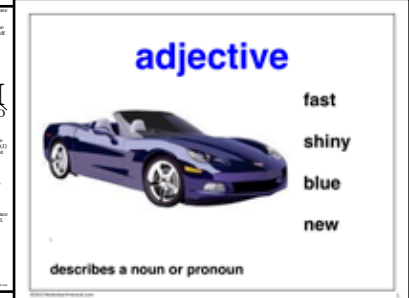 adjective
fast
shiny
blue
new
describes a noun or pronoun